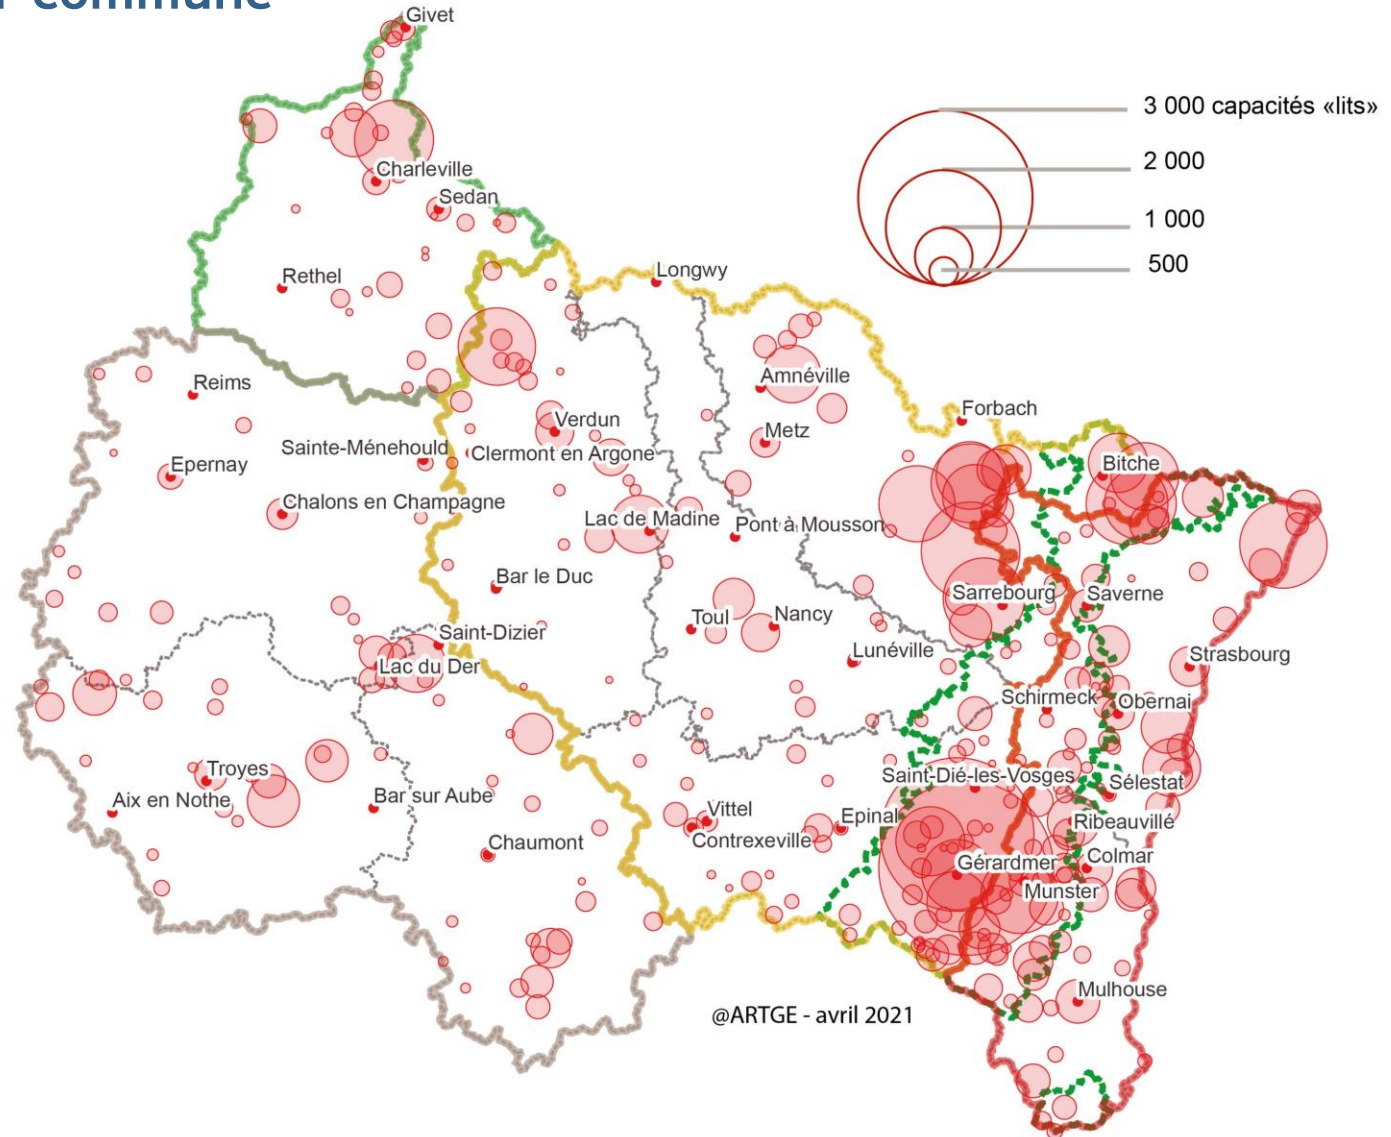 commune
Givet
3 000 capacités «lits»
2 000
1 000
500
Charleville
Sedan
Rethel
Longwy
Reims
Amnéville
Forbach
Verdun
Metz
Sainte-Ménehould
Clermont en Argone
Epernay
Bitche
Chalons en Champagne
Lac de Madine
Pont à Mousson
Bar le Duc
Sarrebourg
Saverne
Toul
Nancy
Saint-Dizier
Lunéville
Strasbourg
Lac du Der
Schirmeck
Obernai
Troyes
Saint-Dié-les-Vosges
Sélestat
Aix en Nothe
Bar sur Aube
Vittel
Epinal
Ribeauvillé
Chaumont
Contrexeville
Gérardmer
Colmar
Munster
Mulhouse
@ARTGE - avril 2021